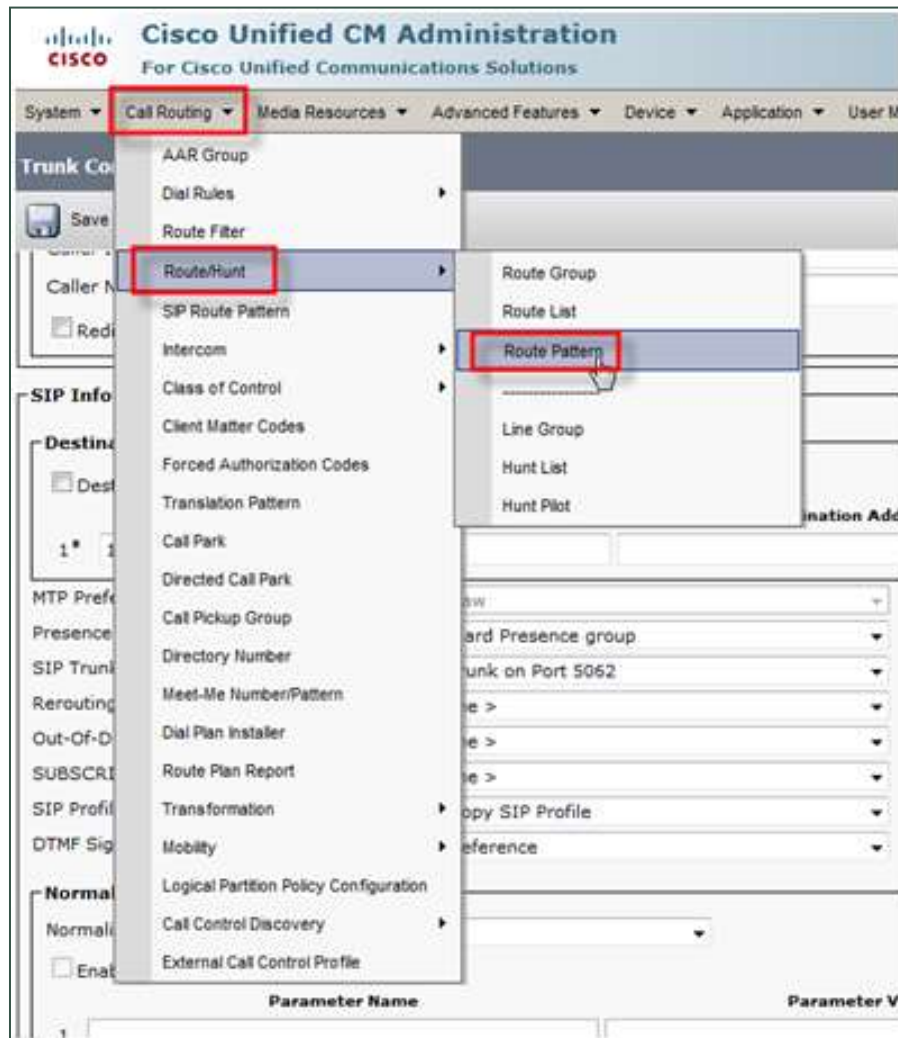 CISCO
Cisco Unified CM Administration
For Cisco Unified Communications Solutions
System Call Routing Media Resources Advanced Features Device Application User M
Trunk Co
Save
Caller N
Redi
SIP Info
Destina
Dest
ination Add
1* 1
MTP Prefe
Presence
SIP Trunk
Rerouting
Out-Of-D
SUBSCRI
SIP Profil
DTMF Sig
Normal
Normali
Enab
AAR Group
Dial Rules
Route Filter
Route/Hunt
SIP Route Pattern
Intercom
Class of Control
Client Matter Codes
Forced Authorization Codes
Translation Pattern
Call Park
Directed Call Park
Call Pickup Group
Directory Number
Meet-Me Number/Pattern
Dial Plan Installer
Route Plan Report
Transformation
Mobility
Logical Partition Policy Configuration
Call Control Discovery
External Call Control Profile
Route Group
Route List
Route Pattern
--------------------
Line Group
Hunt List
Hunt Pilot
aw
ard Presence group
unk on Port 5062
e >
e >
e >
opy SIP Profile
eference
Parameter Name Parameter V
1